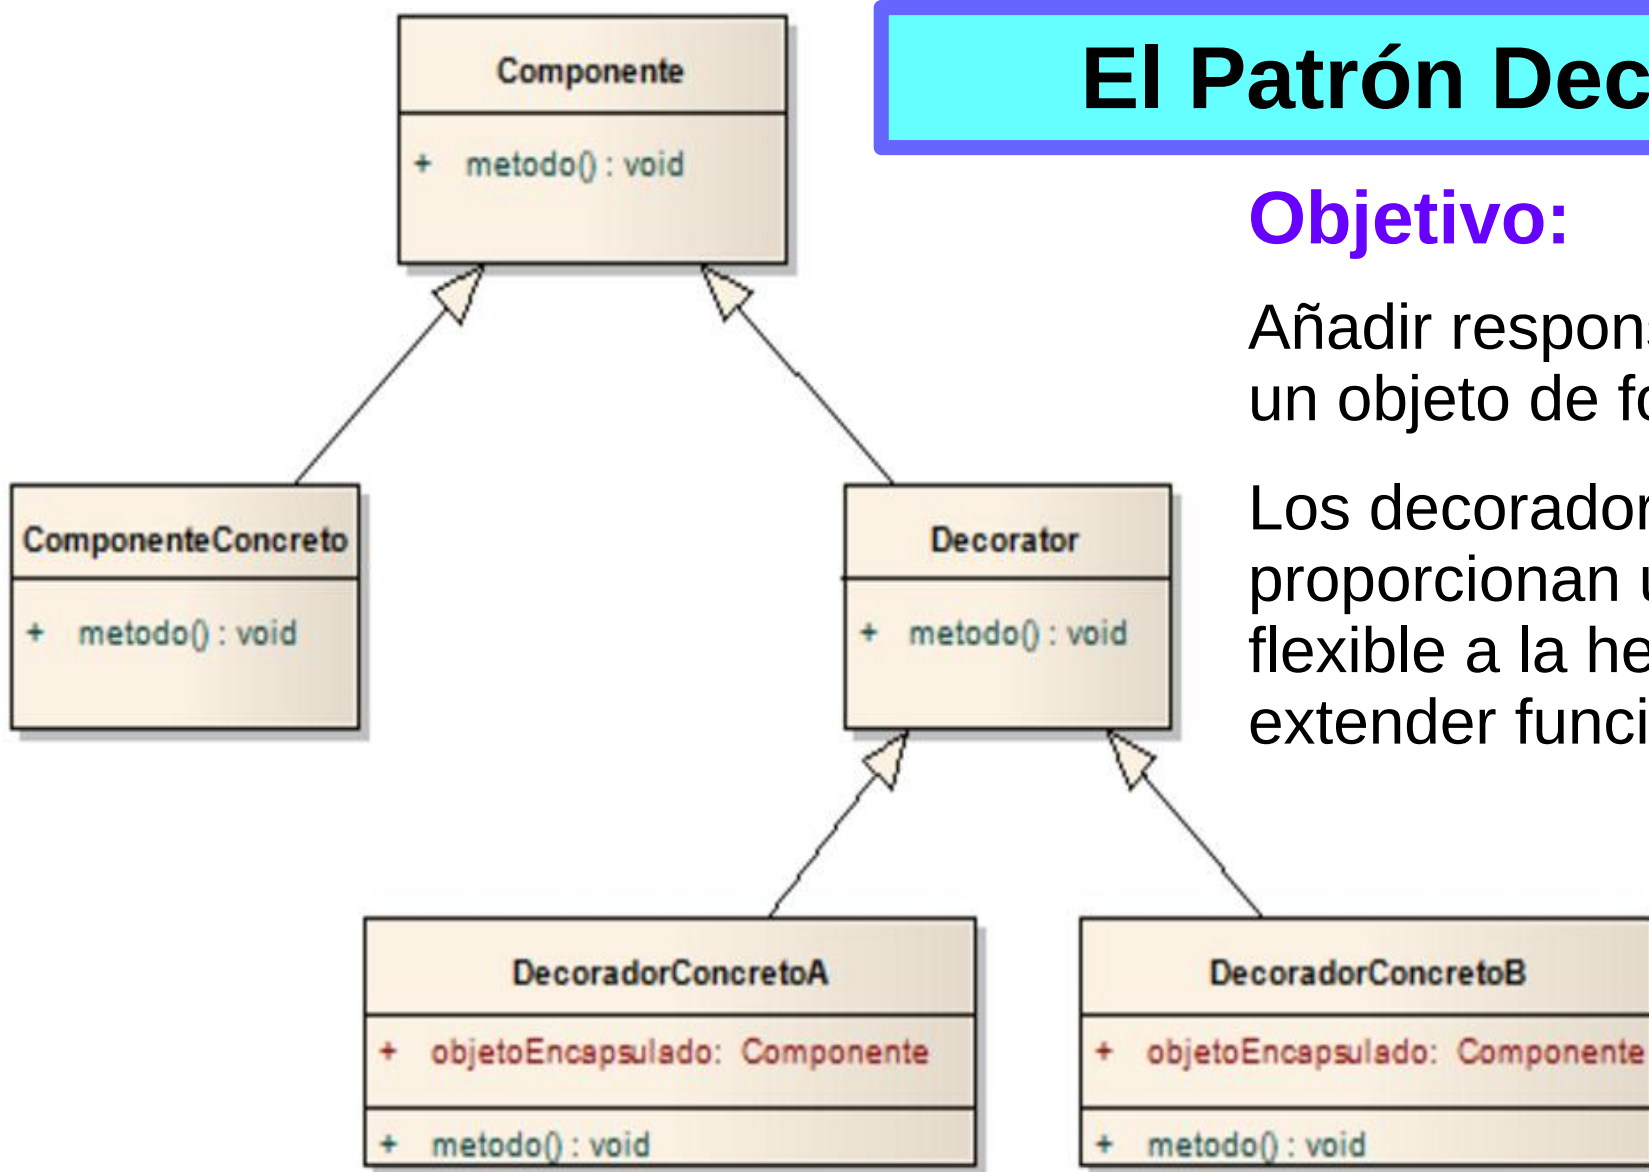 Componente
+ metodo() : void
El Patrón Dec
Objetivo:
Añadir respons
un objeto de fo
Los decorador
proporcionan u
flexible a la he
extender funci
ComponenteConcreto
+ metodo() : void
Decorator
+ metodo() : void
DecoradorConcretoA
+ objetoEncapsulado: Componente
+ metodo() : void
DecoradorConcretoB
+ objetoEncapsulado: Componente
+ metodo() : void